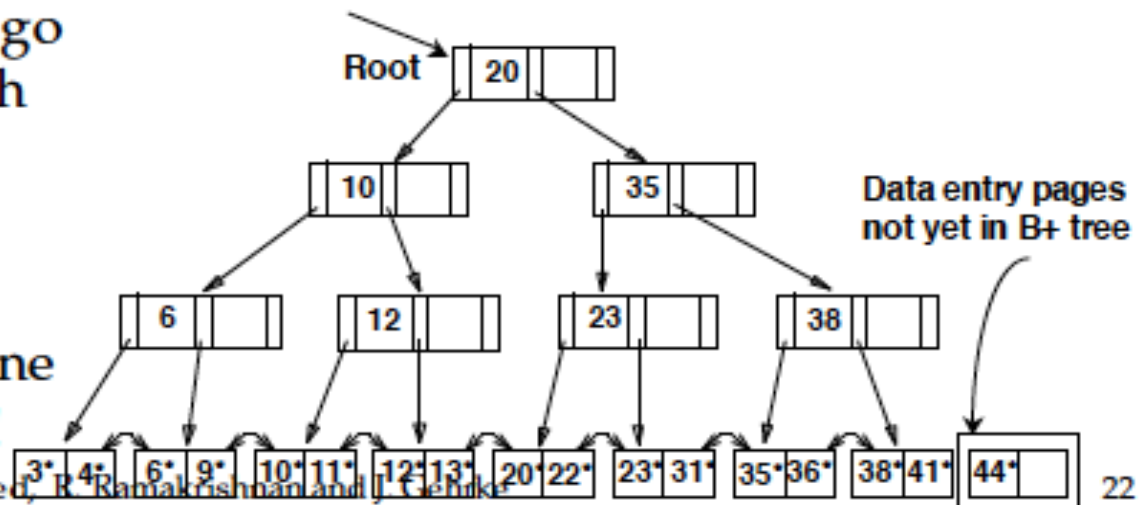 go
h
Root
20
10
35
Data entry pages
not yet in B+ tree
6
12
23
38
ne
3* 4* 6* 9* 10* 11* 12* 13* 20* 22* 23* 31* 35* 36* 38* 41* 44*
ed, R. Ramakrishnan and J. Gehrke
22